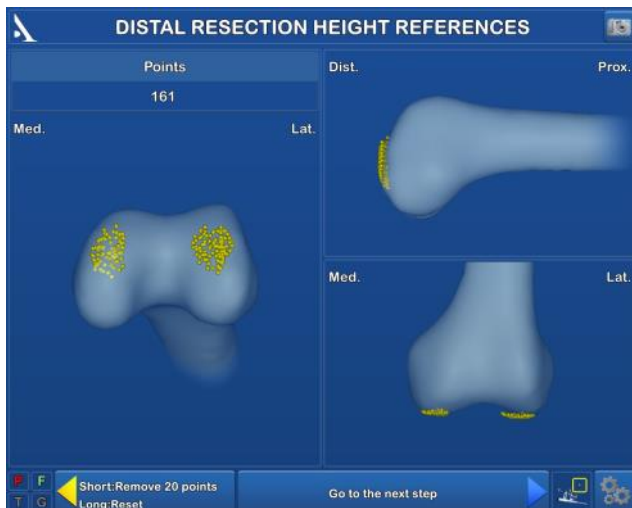 DISTAL RESECTION HEIGHT REFERENCES
Points
161
Med.
Lat.
Dist.
Prox.
Med.
Lat.
P F
T G
Short:Remove 20 points
Long:Reset
Go to the next step